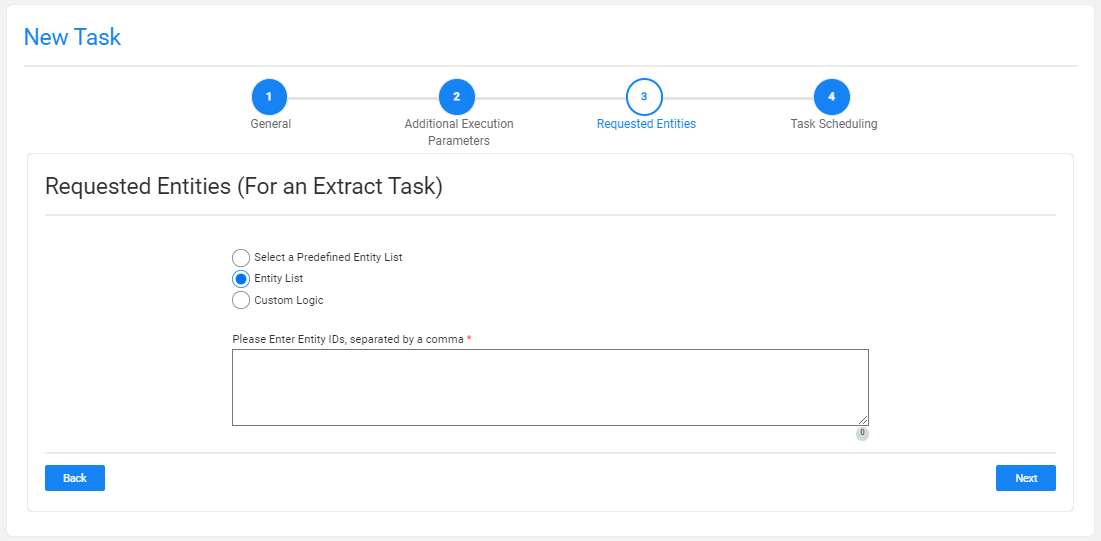 New Task
1
2
3
4
General
Additional Execution
Parameters
Requested Entities
Task Scheduling
Requested Entities (For an Extract Task)
Select a Predefined Entity List
Entity List
Custom Logic
Please Enter Entity IDs, separated by a comma *
0
Back
Next